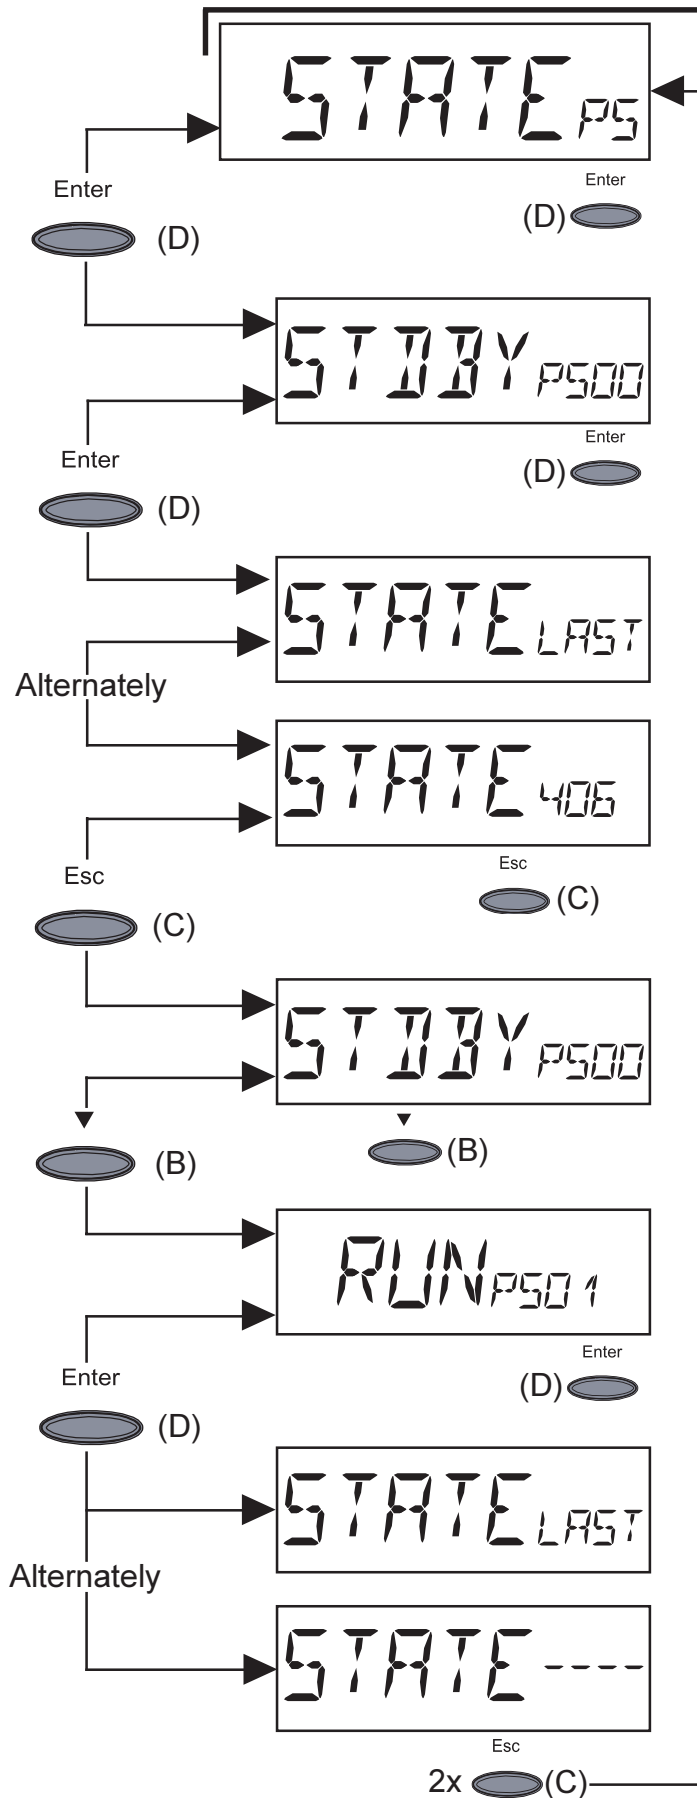 STATE PS
Enter
Enter
(D)
(D)
STDBY PS00
Enter
Enter
(D)
(D)
STATE LAST
Alternately
STATE 406
Esc
Esc
(C)
(C)
STDBY PS00
(B)
(B)
RUN PS01
Enter
Enter
(D)
(D)
STATE LAST
Alternately
STATE ----
Esc
2x (C)